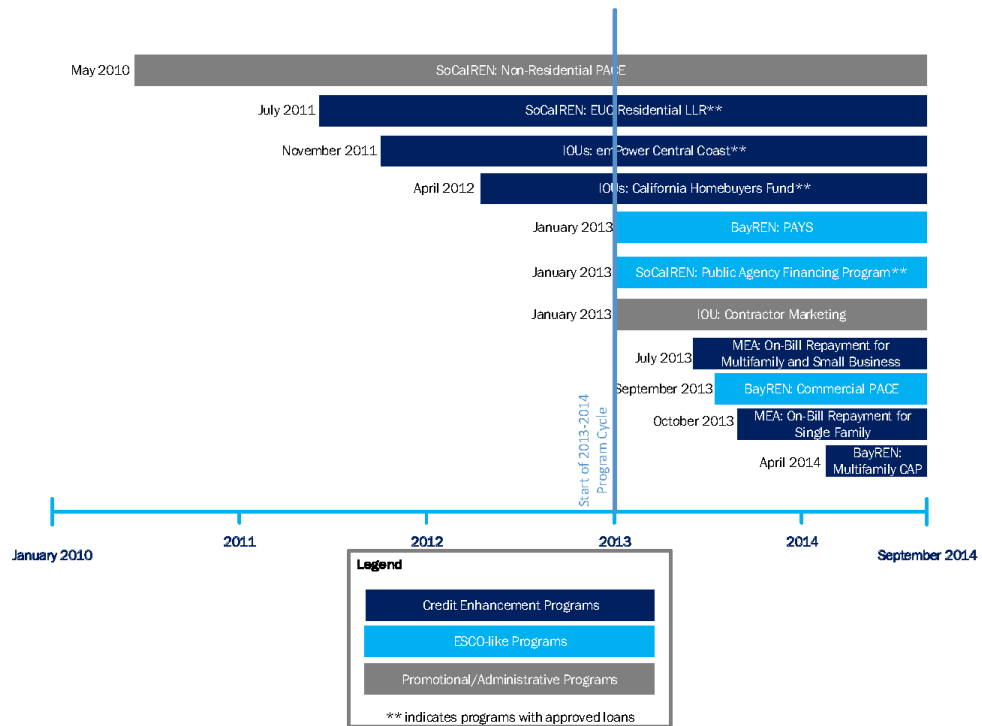 May 2010
SoCalREN: Non-Residential PACE
July 2011
SoCalREN: EUC Residential LLR**
November 2011
IOUs: emPower Central Coast**
April 2012
IOUs: California Homebuyers Fund**
January 2013
BayREN: PAYS
January 2013
SoCalREN: Public Agency Financing Program**
January 2013
IOU: Contractor Marketing
July 2013
MEA: On-Bill Repayment for
Multifamily and Small Business
September 2013
BayREN: Commercial PACE
October 2013
MEA: On-Bill Repayment for
Single Family
April 2014
BayREN:
Multifamily CAP
Start of 2013-2014
Program Cycle
January 2010
2011
2012
2013
2014
September 2014
Legend
Credit Enhancement Programs
ESCO-like Programs
Promotional/Administrative Programs
** indicates programs with approved loans